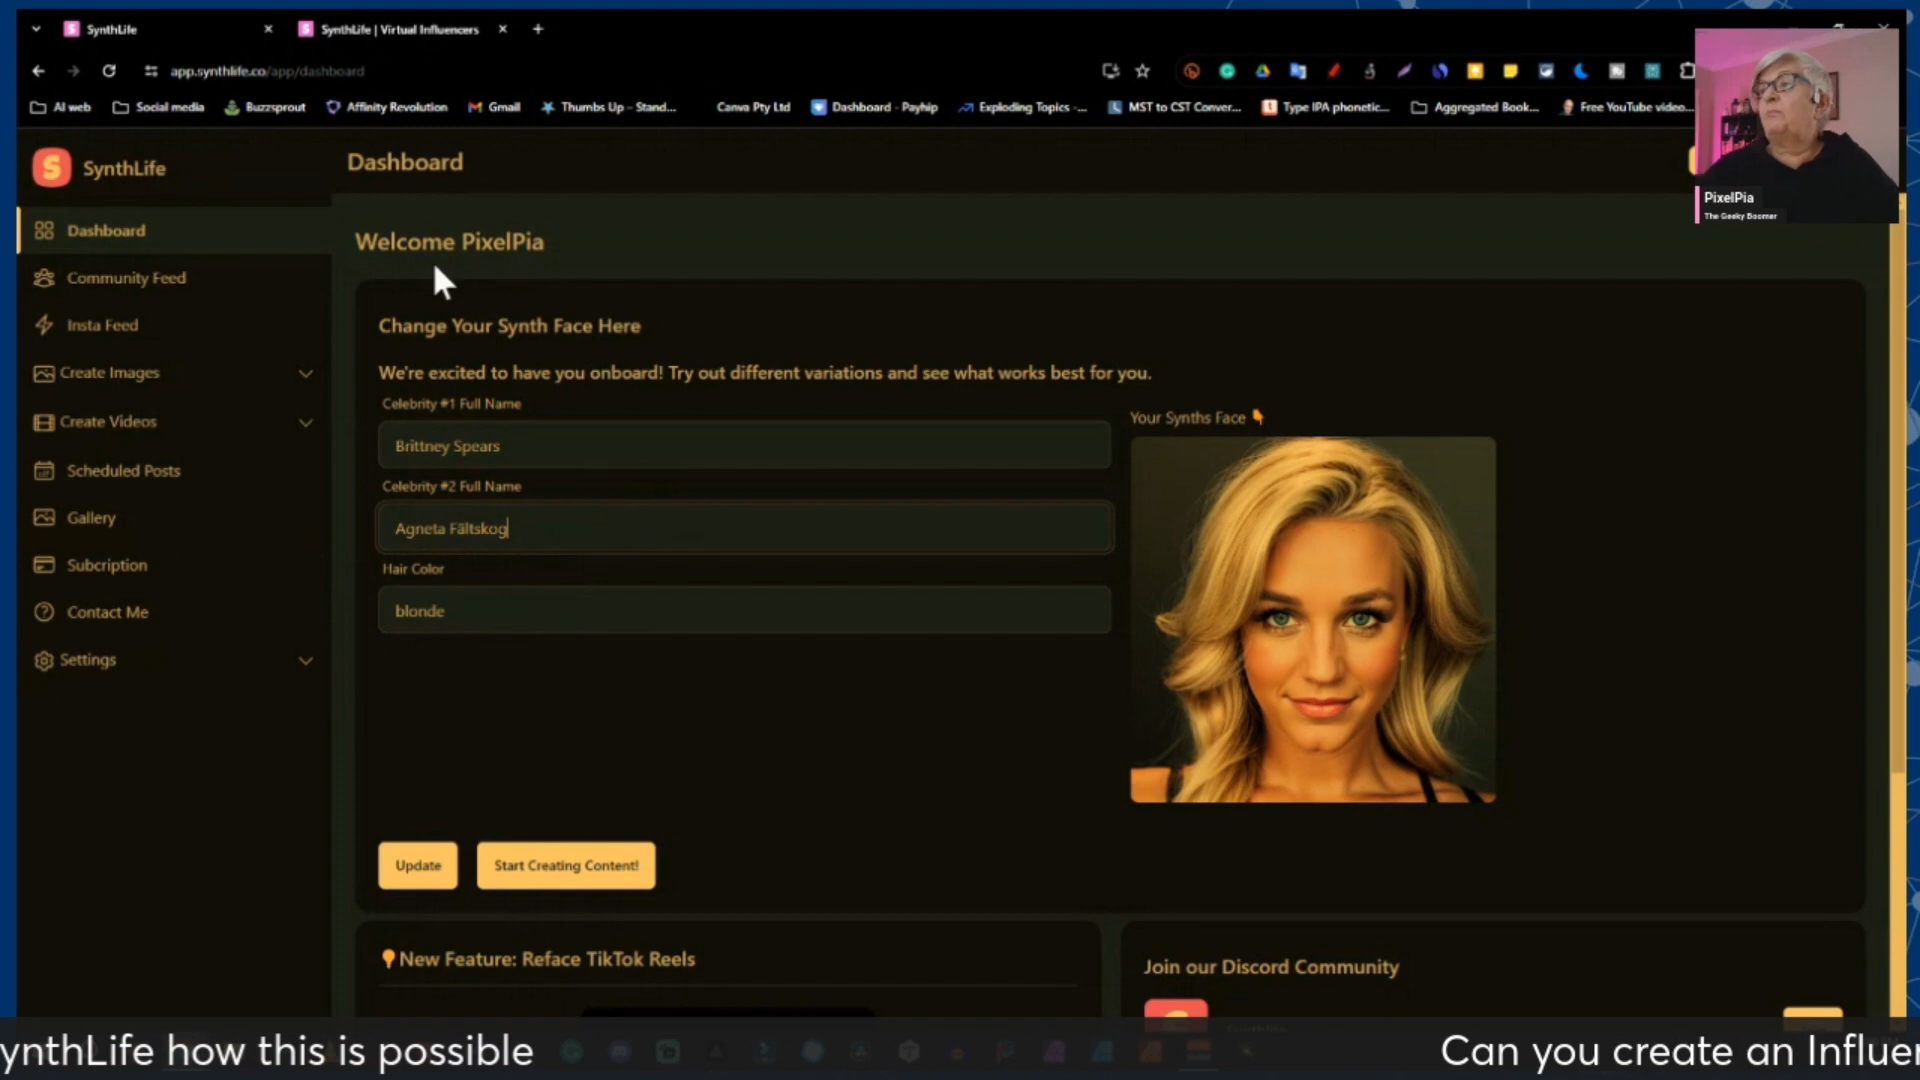 SynthLife
SynthLife | Virtual Influencers
app.synthlife.co/app/dashboard
AI web
Social media
Buzzsprout
Affinity Revolution
Gmail
Thumbs Up – Stand...
Canva Pty Ltd
Dashboard - Payhip
Exploding Topics -...
MST to CST Conver...
Type IPA phonetic...
Aggregated Book...
Free YouTube video...
PixelPia
The Geeky Boomer
SynthLife
Dashboard
Community Feed
Insta Feed
Create Images
Create Videos
Scheduled Posts
Gallery
Subcription
Contact Me
Settings
Dashboard
Welcome PixelPia
Change Your Synth Face Here
We're excited to have you onboard! Try out different variations and see what works best for you.
Celebrity #1 Full Name
Brittney Spears
Celebrity #2 Full Name
Agneta Fältskog
Hair Color
blonde
Your Synths Face
Update
Start Creating Content!
New Feature: Reface TikTok Reels
Join our Discord Community
ynthLife how this is possible
Can you create an Influe